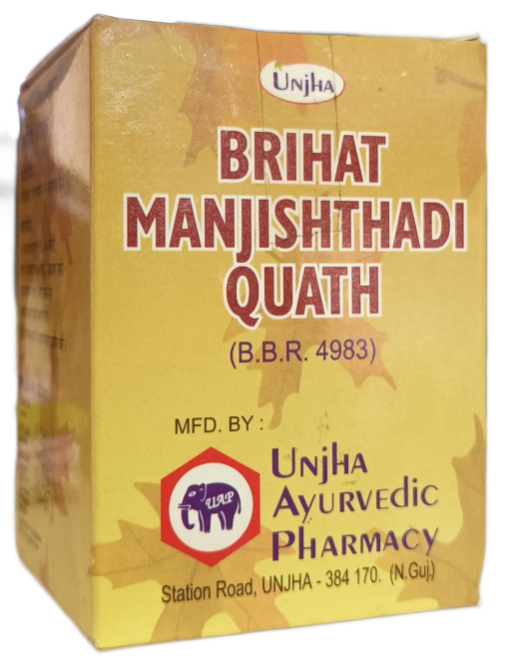 UNJHA
BRIHAT
MANJISHTHADI
QUATH
(B.B.R. 4983)
MFD. BY :
UAP
UNJHA
AYURVEDIC
PHARMACY
Station Road, UNJHA - 384 170. (N.Guj.)